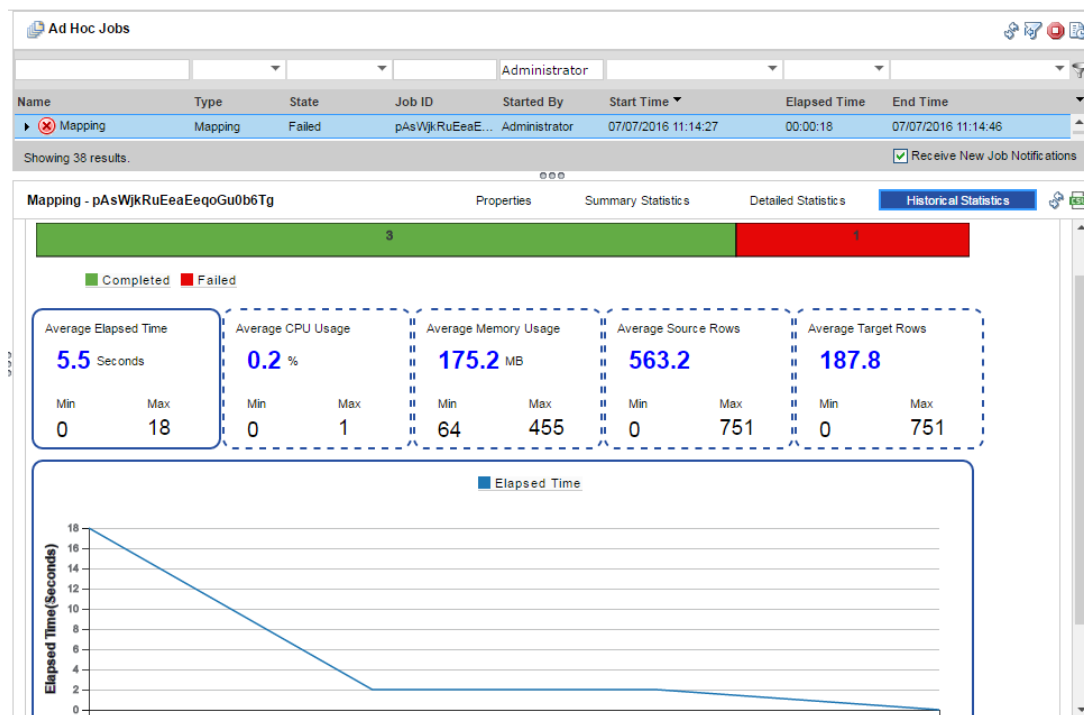 Ad Hoc Jobs
Administrator
Name Type State Job ID Started By Start Time Elapsed Time End Time
Mapping Mapping Failed pAsWjkRuEeaE... Administrator 07/07/2016 11:14:27 00:00:18 07/07/2016 11:14:46
Showing 38 results. Receive New Job Notifications
Mapping - pAsWjkRuEeaEeqoGu0b6Tg Properties Summary Statistics Detailed Statistics Historical Statistics
3 1
Completed Failed
Average Elapsed Time Average CPU Usage Average Memory Usage Average Source Rows Average Target Rows
5.5 Seconds 0.2 % 175.2 MB 563.2 187.8
Min Max Min Max Min Max Min Max Min Max
0 18 0 1 64 455 0 751 0 751
Elapsed Time
Elapsed Time(Seconds)
18
16
14
12
10
8
6
4
2
0